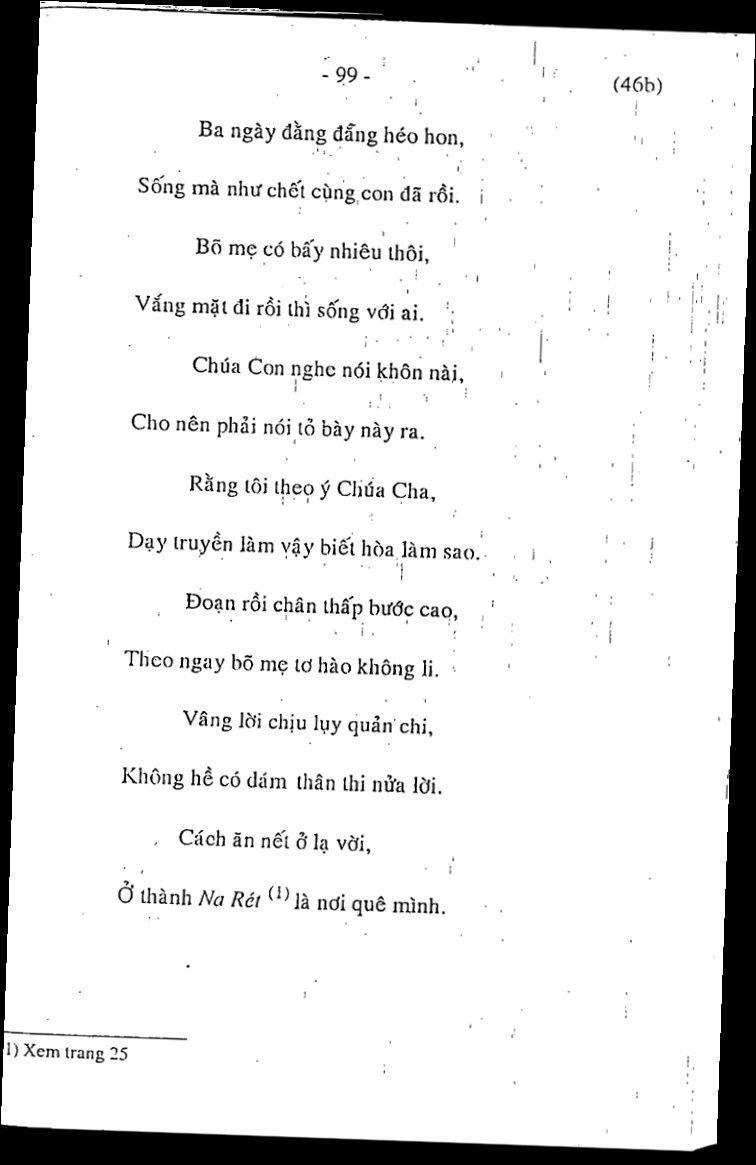 - 99 -
(46b)
Ba ngày đằng đẵng héo hon,
Sống mà như chết cùng con đã rồi.
Bõ mẹ có bấy nhiêu thôi,
Vắng mặt đi rồi thì sống với ai.
Chúa Con nghe nói khôn nài,
Cho nên phải nói tỏ bày này ra.
Rằng tôi theo ý Chúa Cha,
Dạy truyền làm vậy biết hòa làm sao.
Đoạn rồi chân thấp bước cao,
Theo ngay bõ mẹ tơ hào không li.
Vâng lời chịu lụy quản chi,
Không hề có dám thân thi nửa lời.
Cách ăn nết ở lạ vời,
Ở thành Na Rét (1) là nơi quê mình.
1) Xem trang 25